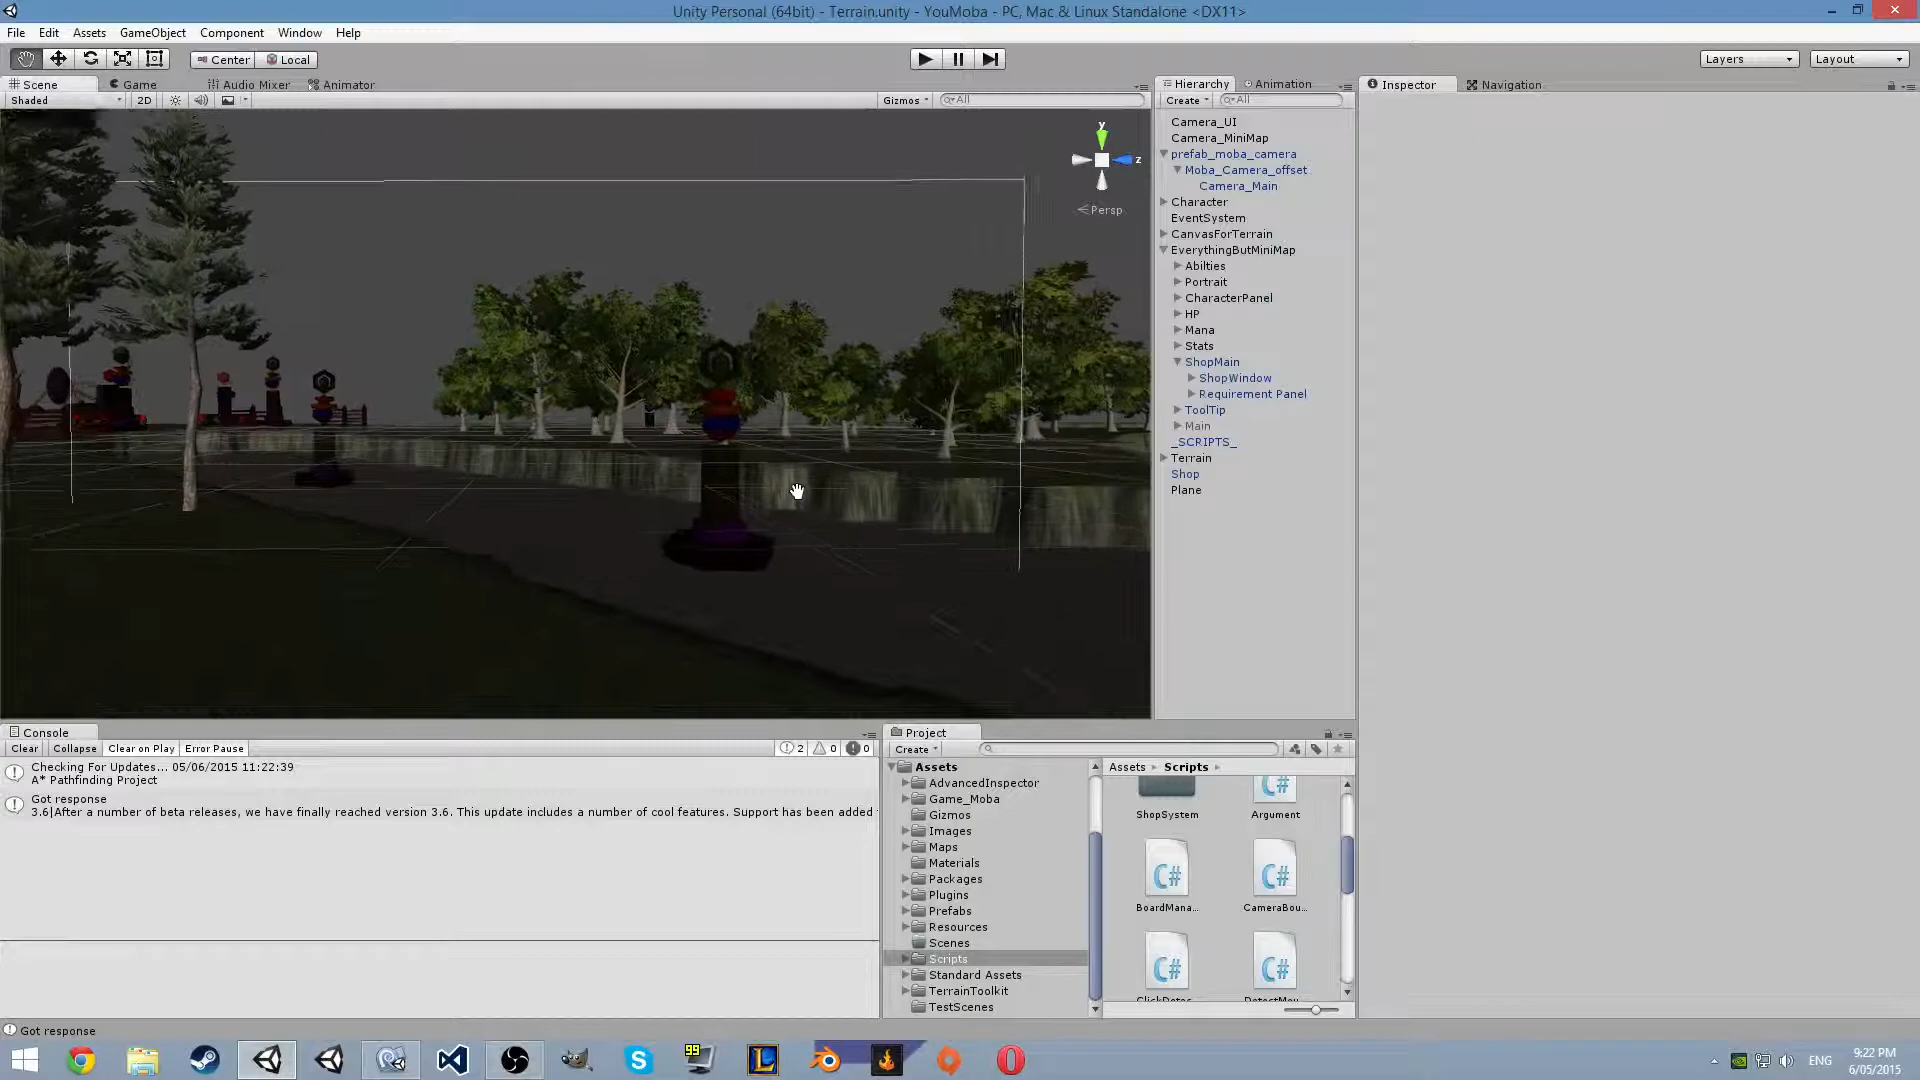 Unity Personal (64bit) - Terrain.unity - YouMoba - PC, Mac & Linux Standalone <DX11>
File Edit Assets GameObject Component Window Help
Center Local Layers Layout
Scene Game Audio Mixer Animator Hierarchy Animation Inspector Navigation
Shaded 2D Gizmos All Create All
y
z
Persp
Camera_UI
Camera_MiniMap
prefab_moba_camera
Moba_Camera_offset
Camera_Main
Character
EventSystem
CanvasForTerrain
EverythingButMiniMap
Abilties
Portrait
CharacterPanel
HP
Mana
Stats
ShopMain
ShopWindow
Requirement Panel
ToolTip
Main
_SCRIPTS_
Terrain
Shop
Plane
Console
Clear Collapse Clear on Play Error Pause 2 0 0
Checking For Updates... 05/06/2015 11:22:39
A* Pathfinding Project
Got response
3.6|After a number of beta releases, we have finally reached version 3.6. This update includes a number of cool features. Support has been added
Project
Create
Assets
AdvancedInspector
Game_Moba
Gizmos
Images
Maps
Materials
Packages
Plugins
Prefabs
Resources
Scenes
Scripts
Standard Assets
TerrainToolkit
TestScenes
Assets Scripts
ShopSystem Argument
C# C#
BoardMana... CameraBou...
C# C#
Got response
99
L
ENG
9:22 PM
6/05/2015